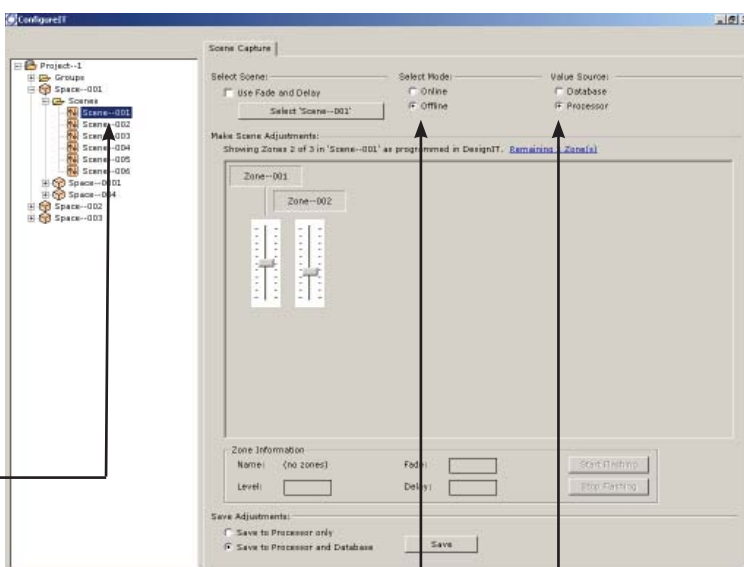 ConfigureIT
Project--1
Groups
Space--001
Scenes
Scene--001
Scene--002
Scene--003
Scene--004
Scene--005
Scene--006
Space--0001
Space--004
Space--002
Space--003
Scene Capture
Select Scene:
Use Fade and Delay
Select 'Scene--001'
Select Mode:
Online
Offline
Value Source:
Database
Processor
Make Scene Adjustments:
Showing Zones 2 of 3 in 'Scene--001' as programmed in DesignIT. Remaining Zone(s)
Zone--001
Zone--002
Zone Information
Name: (no zones)
Fade:
Start Flashing
Level:
Delay:
Stop Flashing
Save Adjustments:
Save to Processor only
Save to Processor and Database
Save